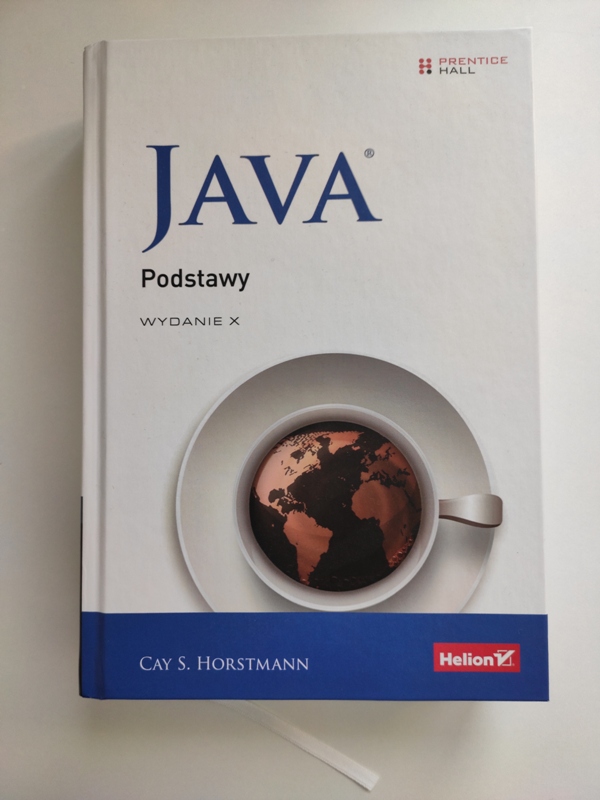 PRENTICE
HALL
JAVA®
Podstawy
WYDANIE X
CAY S. HORSTMANN
Helion